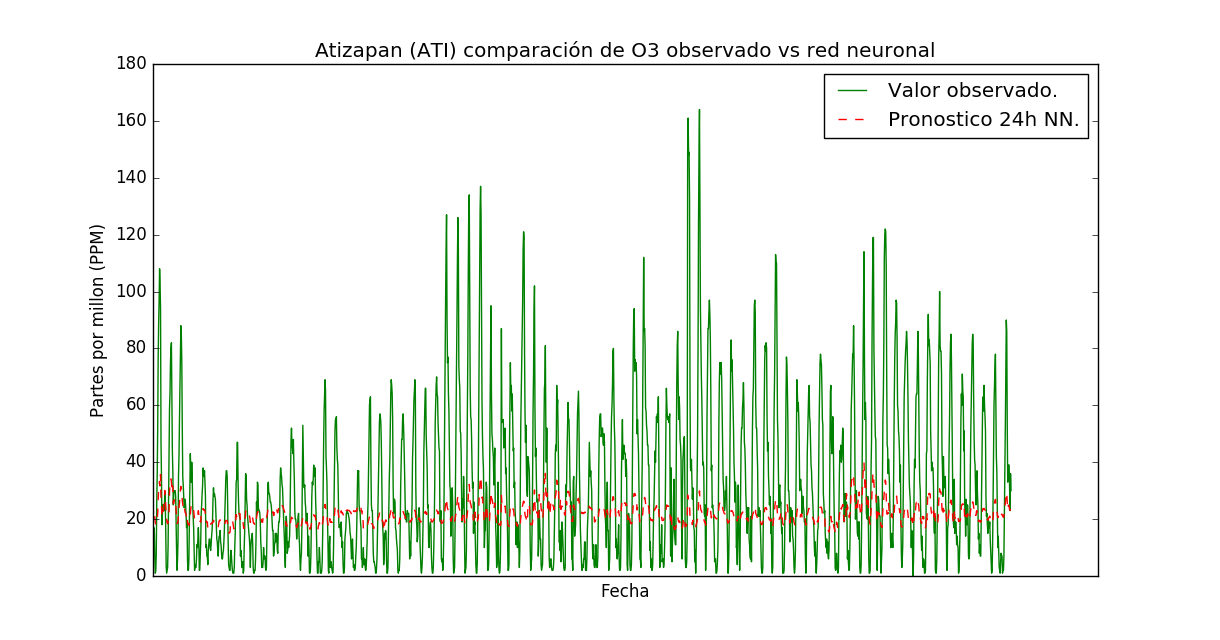 Atizapan (ATI) comparación de O3 observado vs red neuronal
Valor observado.
Pronostico 24h NN.
Partes por millon (PPM)
180
160
140
120
100
80
60
40
20
0
Fecha